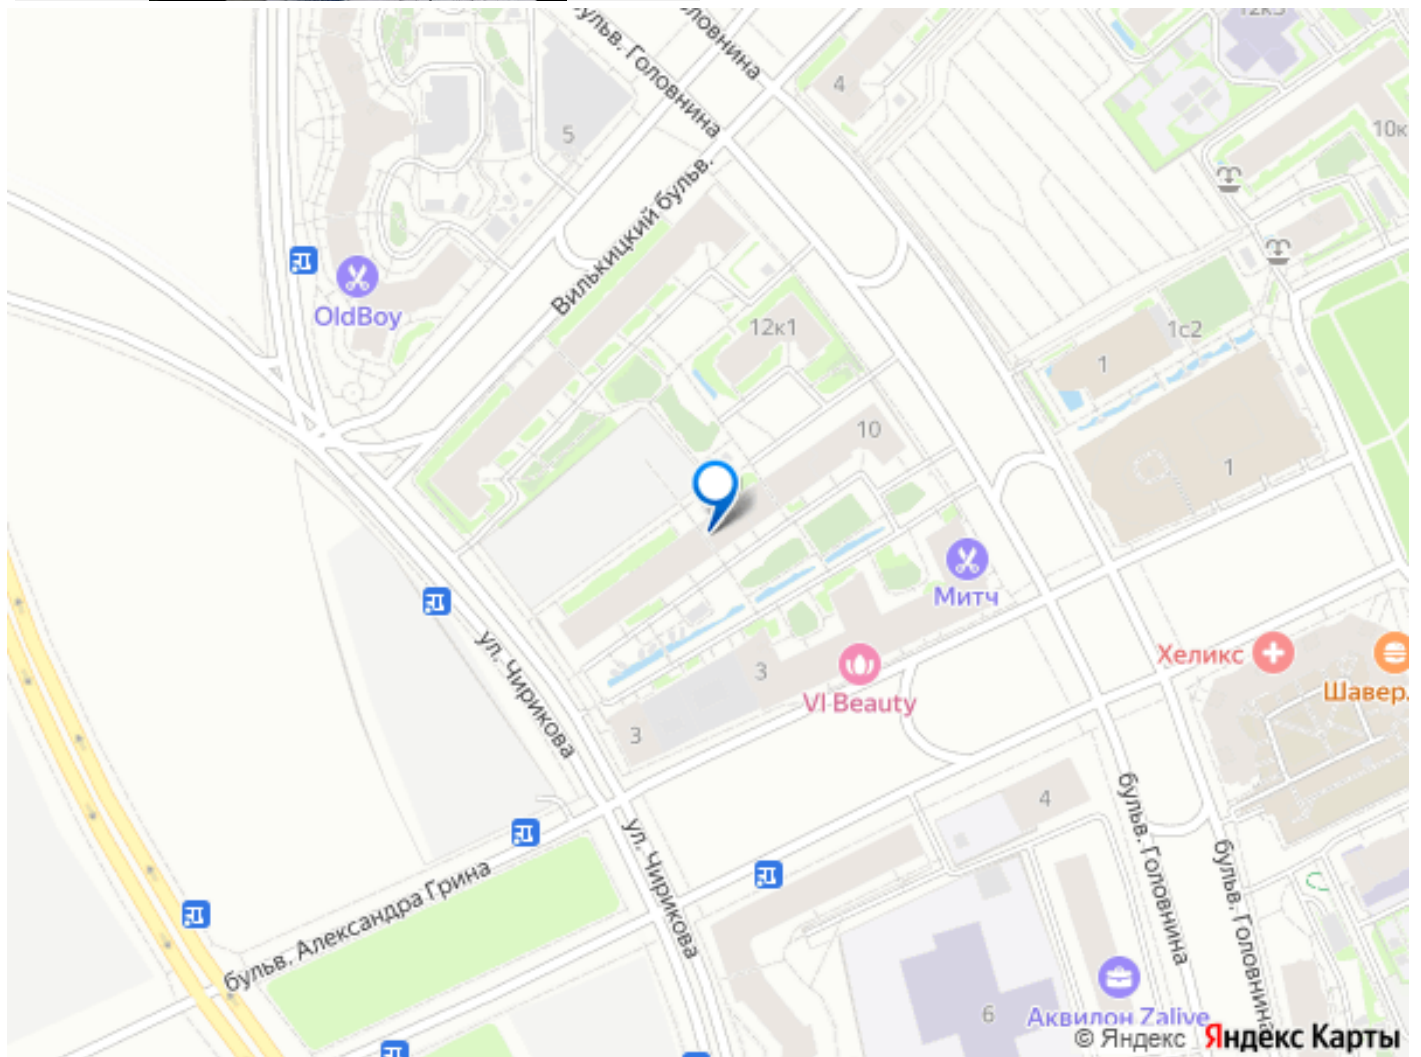 12к3
бульв. Головнина
Головнина
4
5
10к
Вилькицкий бульв.
OldBoy
12к1
1с2
1
10
1
Митч
ул. Чирикова
Хеликс
3
VI Beauty
Шавер.
3
4
бульв. Головнина
ул. Чирикова
бульв. Головнина
бульв. Александра Грина
6
Аквилон Zalive
© Яндекс Яндекс Карты